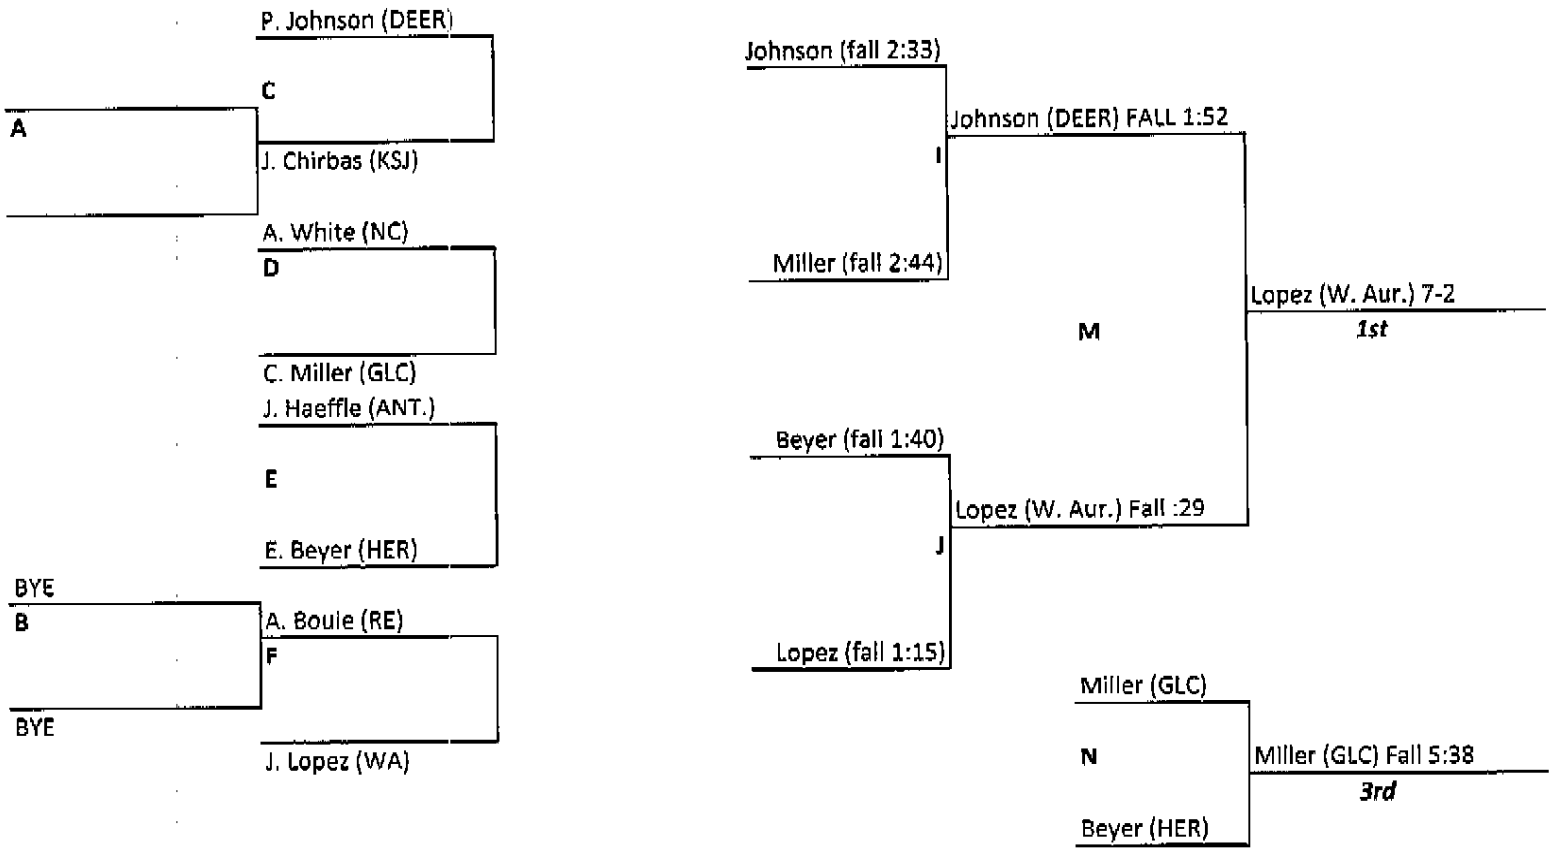 P. Johnson (DEER)
C
A
J. Chirbas (KSJ)
A. White (NC)
D
C. Miller (GLC)
J. Haeffle (ANT.)
E
E. Beyer (HER)
BYE
B
A. Bouie (RE)
F
BYE
J. Lopez (WA)
Johnson (fall 2:33)
Johnson (DEER) FALL 1:52
I
Miller (fall 2:44)
Lopez (W. Aur.) 7-2
1st
M
Beyer (fall 1:40)
Lopez (W. Aur.) Fall :29
J
Lopez (fall 1:15)
Miller (GLC)
N
Miller (GLC) Fall 5:38
3rd
Beyer (HER)